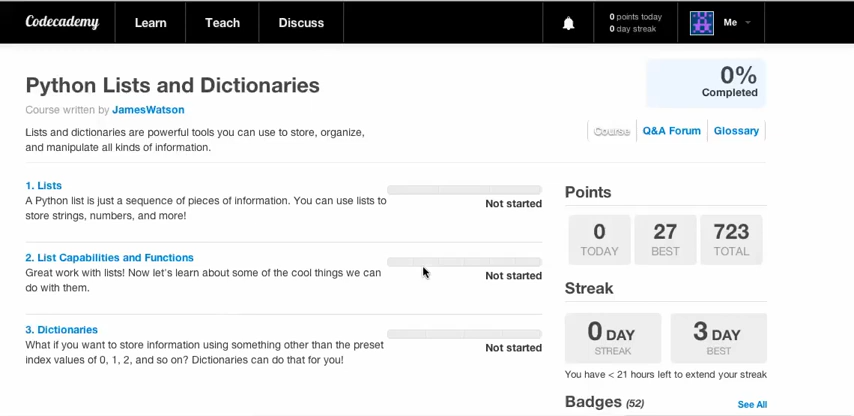 Codecademy
Learn
Teach
Discuss
0 points today
0 day streak
Me
Python Lists and Dictionaries
0%
Completed
Course written by JamesWatson
Lists and dictionaries are powerful tools you can use to store, organize,
and manipulate all kinds of information.
Course
Q&A Forum
Glossary
1. Lists
A Python list is just a sequence of pieces of information. You can use lists to
store strings, numbers, and more!
Not started
2. List Capabilities and Functions
Great work with lists! Now let's learn about some of the cool things we can
do with them.
Not started
3. Dictionaries
What if you want to store information using something other than the preset
index values of 0, 1, 2, and so on? Dictionaries can do that for you!
Not started
Points
0
TODAY
27
BEST
723
TOTAL
Streak
0 DAY
STREAK
3 DAY
BEST
You have < 21 hours left to extend your streak
Badges (52)
See All